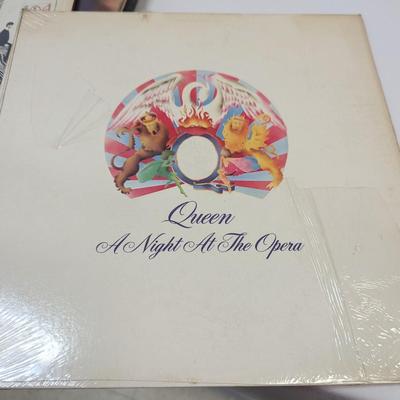 Queen
A Night At The Opera